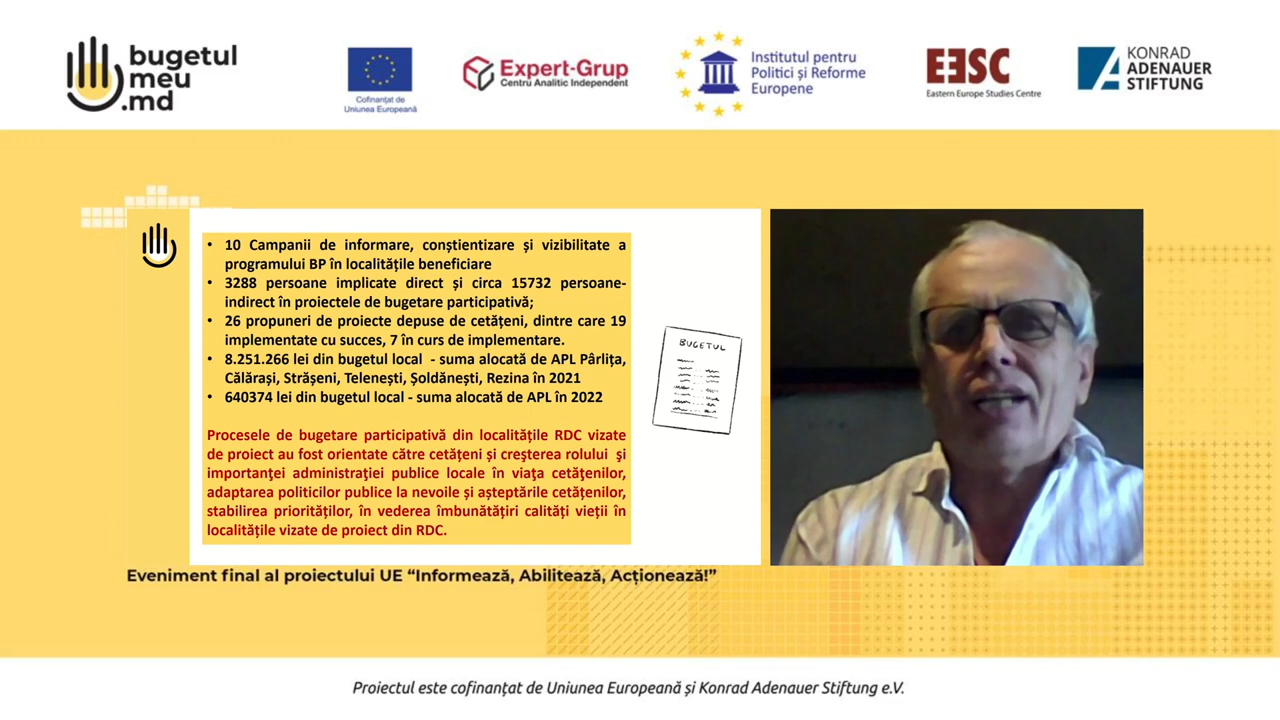 bugetul
meu
.md
Cofinanțat de
Uniunea Europeană
Expert-Grup
Centru Analitic Independent
Institutul pentru
Politici și Reforme
Europene
EESC
Eastern Europe Studies Centre
KONRAD
ADENAUER
STIFTUNG
• 10 Campanii de informare, conștientizare și vizibilitate a
programului BP în localitățile beneficiare
• 3288 persoane implicate direct și circa 15732 persoane-
indirect în proiectele de bugetare participativă;
• 26 propuneri de proiecte depuse de cetățeni, dintre care 19
implementate cu succes, 7 în curs de implementare.
• 8.251.266 lei din bugetul local - suma alocată de APL Pârlița,
Călărași, Strășeni, Telenești, Șoldănești, Rezina în 2021
• 640374 lei din bugetul local - suma alocată de APL în 2022
Procesele de bugetare participativă din localitățile RDC vizate
de proiect au fost orientate către cetățeni și creşterea rolului şi
importanţei administraţiei publice locale în viaţa cetăţenilor,
adaptarea politicilor publice la nevoile și așteptările cetățenilor,
stabilirea priorităților, în vederea îmbunătățiri calități vieții în
localitățile vizate de proiect din RDC.
BUGETUL
Eveniment final al proiectului UE “Informează, Abilitează, Acționează!”
Proiectul este cofinanțat de Uniunea Europeană și Konrad Adenauer Stiftung e.V.